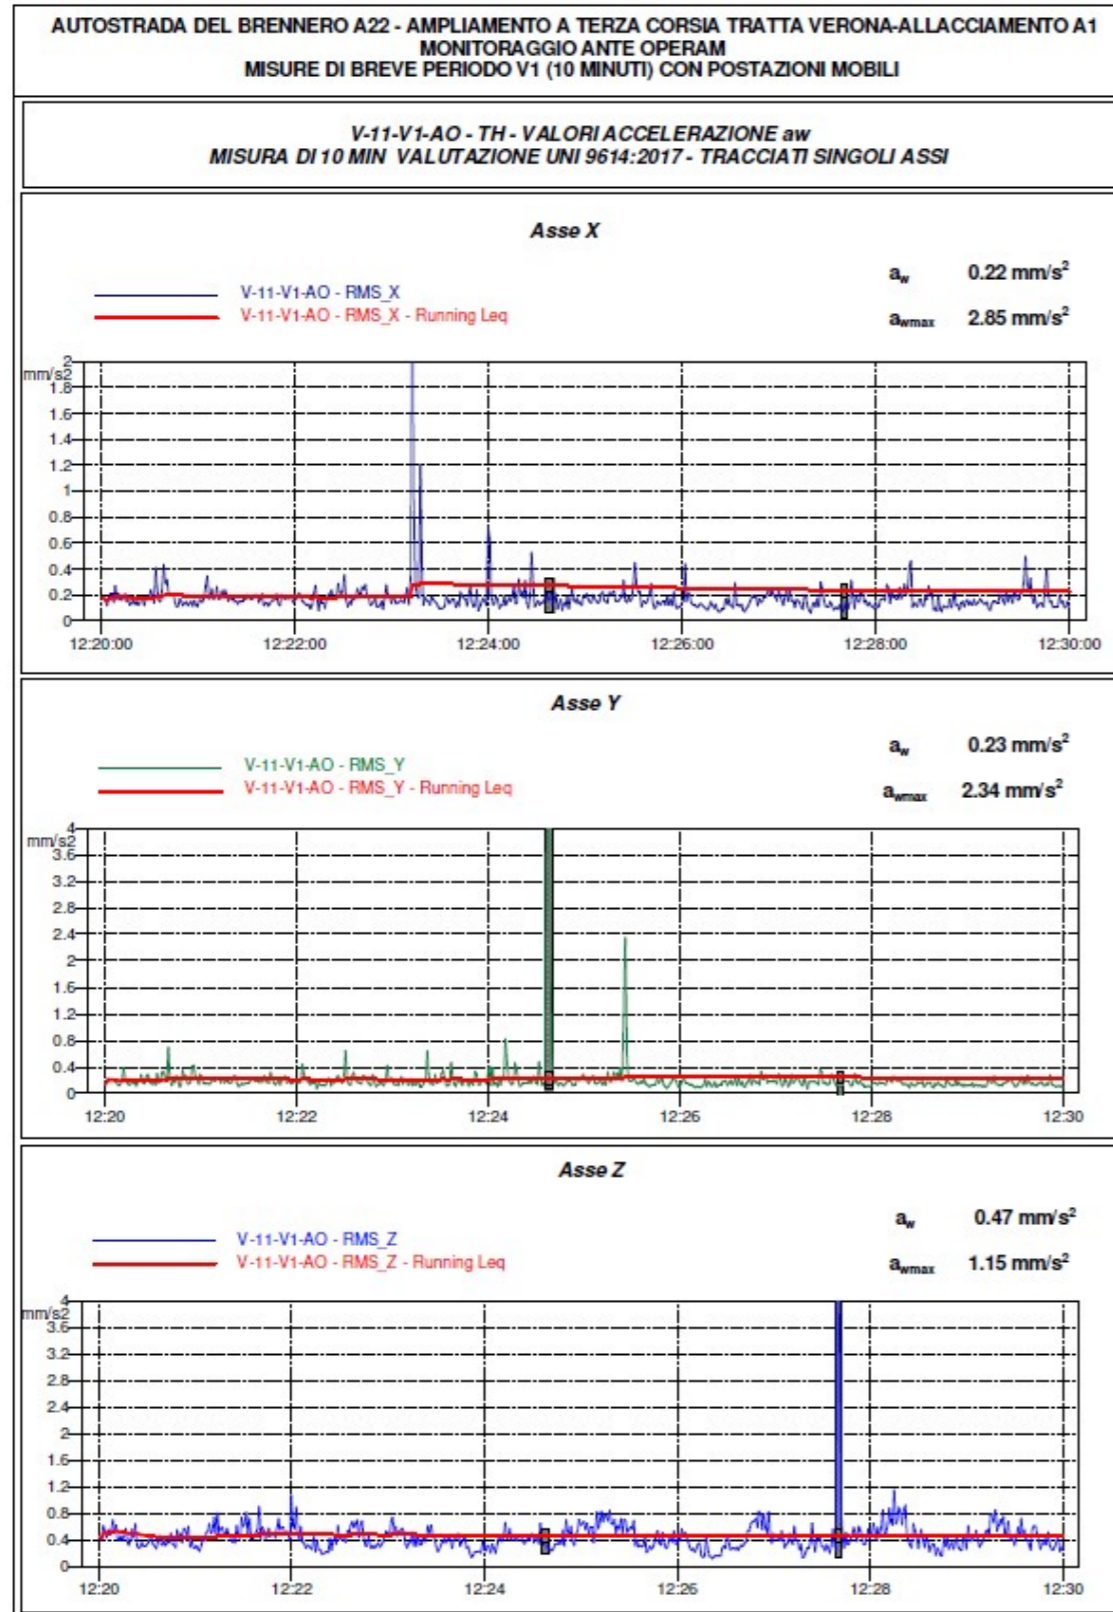 AUTOSTRADA DEL BRENNERO A22 - AMPLIAMENTO A TERZA CORSIA TRATTA VERONA-ALLACCIAMENTO A1
MONITORAGGIO ANTE OPERAM
MISURE DI BREVE PERIODO V1 (10 MINUTI) CON POSTAZIONI MOBILI
V-11-V1-AO - TH - VALORI ACCELERAZIONE aw
MISURA DI 10 MIN VALUTAZIONE UNI 9614:2017 - TRACCIATI SINGOLI ASSI
Asse X
aw 0.22 mm/s²
V-11-V1-AO - RMS_X
V-11-V1-AO - RMS_X - Running Leq
awmax 2.85 mm/s²
2
mm/s2
1.8
1.6
1.4
1.2
1
0.8
0.6
0.4
0.2
0
12:20:00 12:22:00 12:24:00 12:26:00 12:28:00 12:30:00
Asse Y
aw 0.23 mm/s²
V-11-V1-AO - RMS_Y
V-11-V1-AO - RMS_Y - Running Leq
awmax 2.34 mm/s²
4
mm/s2
3.6
3.2
2.8
2.4
2
1.6
1.2
0.8
0.4
0
12:20 12:22 12:24 12:26 12:28 12:30
Asse Z
aw 0.47 mm/s²
V-11-V1-AO - RMS_Z
V-11-V1-AO - RMS_Z - Running Leq
awmax 1.15 mm/s²
4
mm/s2
3.6
3.2
2.8
2.4
2
1.6
1.2
0.8
0.4
0
12:20 12:22 12:24 12:26 12:28 12:30